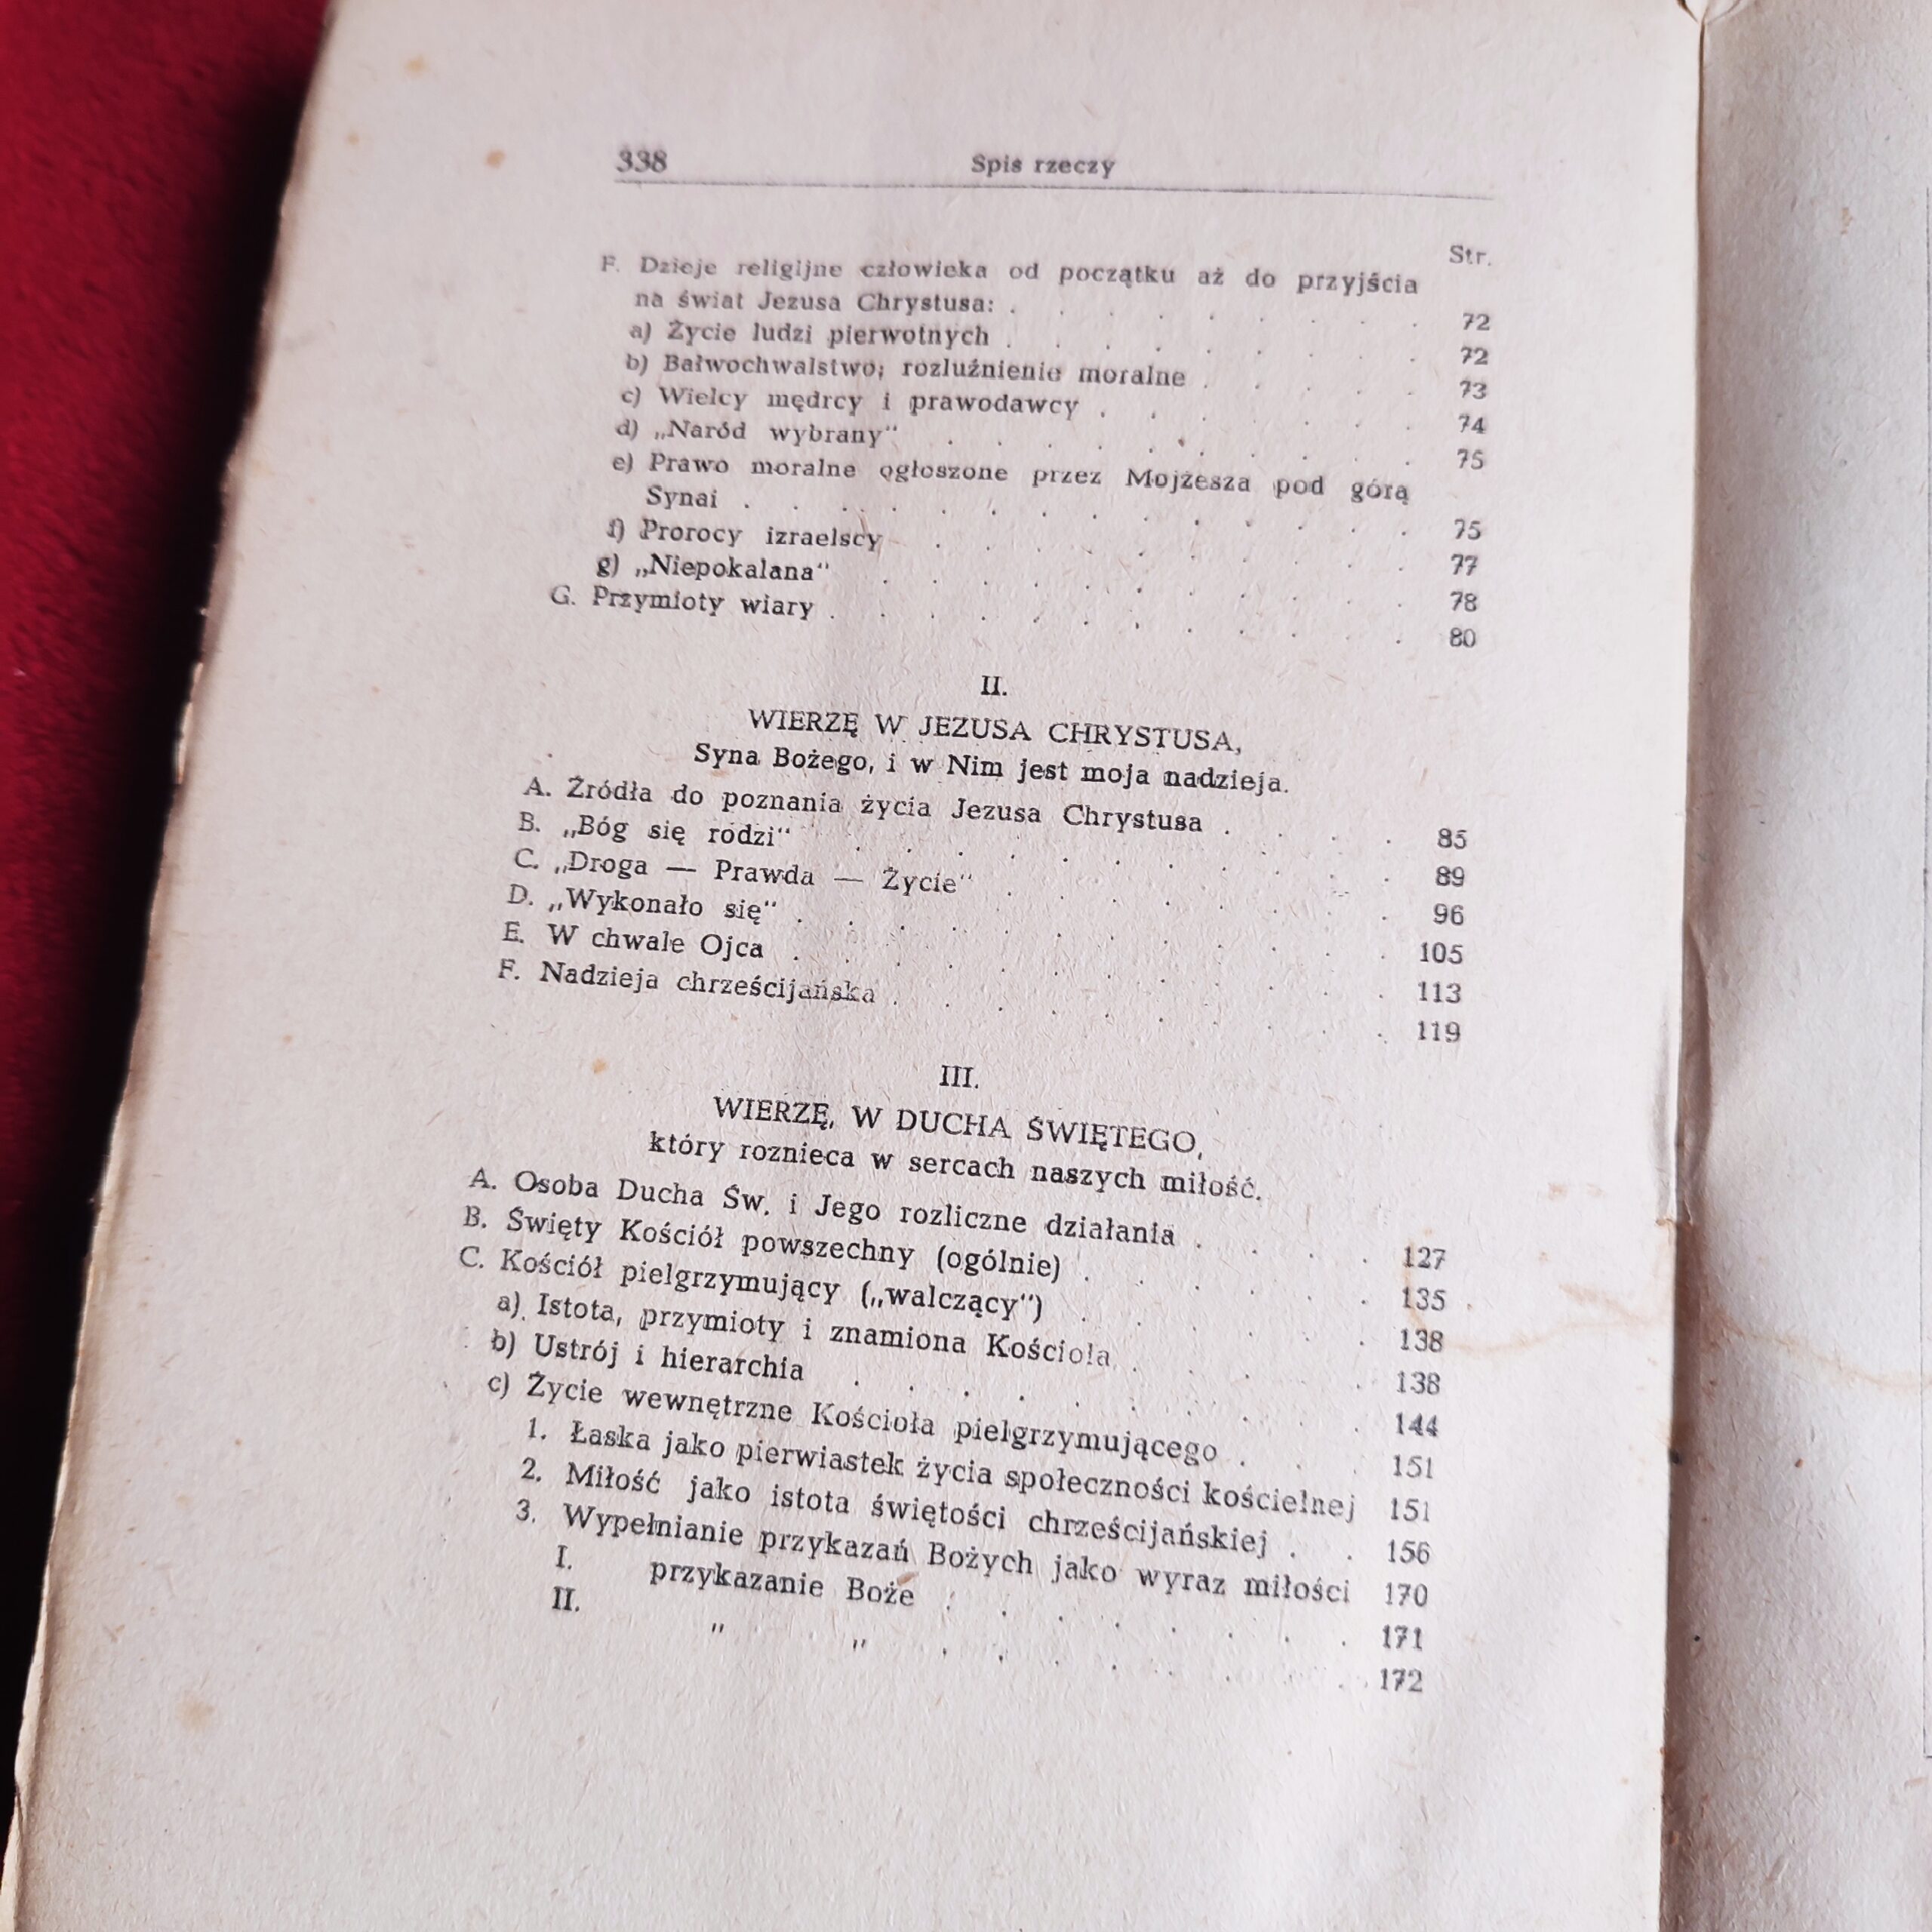 338 Spis rzeczy
Str.
F. Dzieje religijne człowieka od początku aż do przyjścia
na świat Jezusa Chrystusa: . . . . . . . . . 72
a) Życie ludzi pierwotnych . . . . . . . . . 72
b) Bałwochwalstwo; rozluźnienie moralne . . . . . 73
c) Wielcy mędrcy i prawodawcy . . . . . . . 74
d) „Naród wybrany“ . . . . . . . . . . 75
e) Prawo moralne ogłoszone przez Mojżesza pod górą
Synai . . . . . . . . . . . . . . 75
f) Prorocy izraelscy . . . . . . . . . . 77
g) „Niepokalana“ . . . . . . . . . . . 78
G. Przymioty wiary . . . . . . . . . . . . 80
II.
WIERZĘ W JEZUSA CHRYSTUSA,
Syna Bożego, i w Nim jest moja nadzieja.
A. Źródła do poznania życia Jezusa Chrystusa . . . . 85
B. „Bóg się rodzi“ . . . . . . . . . . . 89
C. „Droga — Prawda — Życie“ . . . . . . . . 96
D. „Wykonało się“ . . . . . . . . . . . . 105
E. W chwale Ojca . . . . . . . . . . . . 113
F. Nadzieja chrześcijańska . . . . . . . . . . 119
III.
WIERZĘ, W DUCHA ŚWIĘTEGO,
który roznieca w sercach naszych miłość.
A. Osoba Ducha Św. i Jego rozliczne działania . . . . 127
B. Święty Kościół powszechny (ogólnie) . . . . . . 135
C. Kościół pielgrzymujący („walczący“) . . . . . . 138
a) Istota, przymioty i znamiona Kościoła . . . . . 138
b) Ustrój i hierarchia . . . . . . . . . . 144
c) Życie wewnętrzne Kościoła pielgrzymującego . . . 151
1. Łaska jako pierwiastek życia społeczności kościelnej 151
2. Miłość jako istota świętości chrześcijańskiej . . 156
3. Wypełnianie przykazań Bożych jako wyraz miłości 170
I. przykazanie Boże . . . . . . . . 171
II. " " . . . . . . . . 172